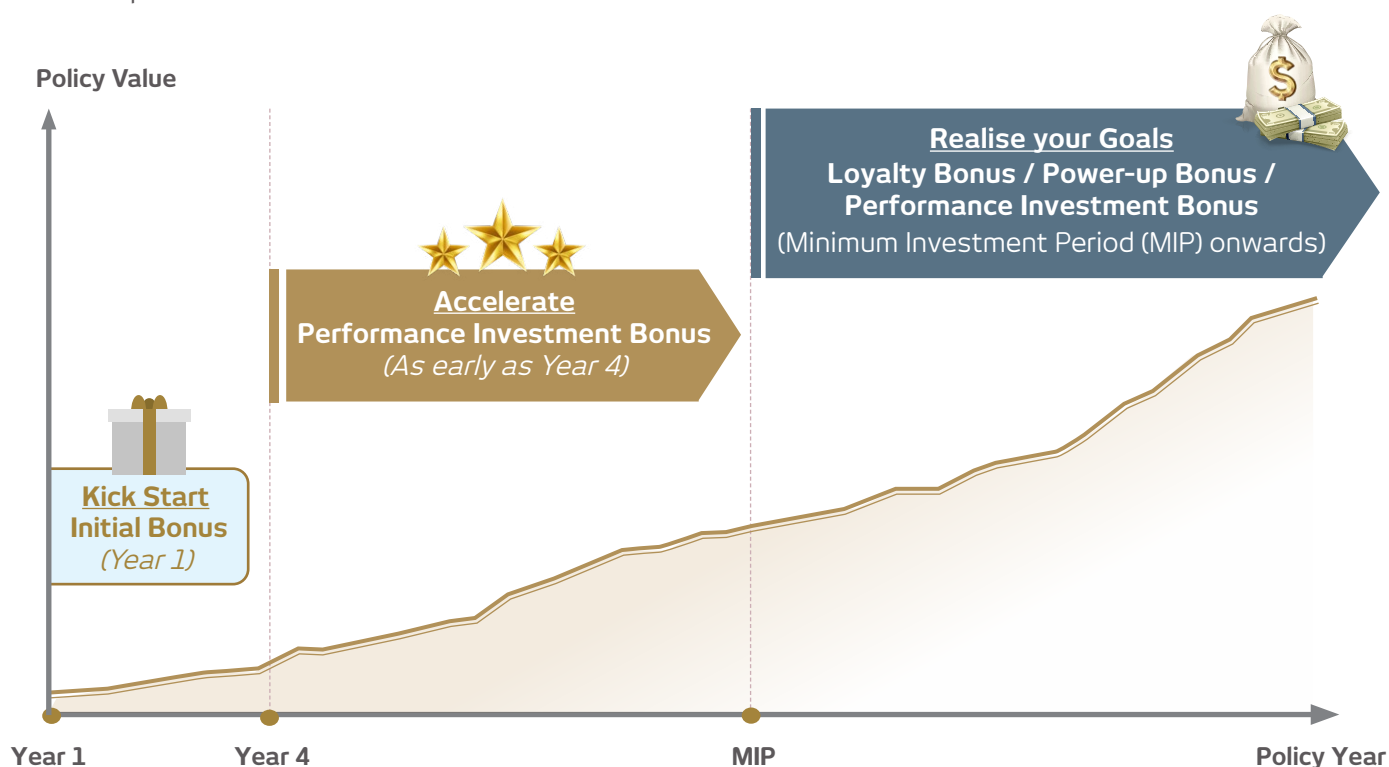 Policy Value
Realise your Goals
Loyalty Bonus / Power-up Bonus /
Performance Investment Bonus
(Minimum Investment Period (MIP) onwards)
Accelerate
Performance Investment Bonus
(As early as Year 4)
Kick Start
Initial Bonus
(Year 1)
$
Year 1
Year 4
MIP
Policy Year